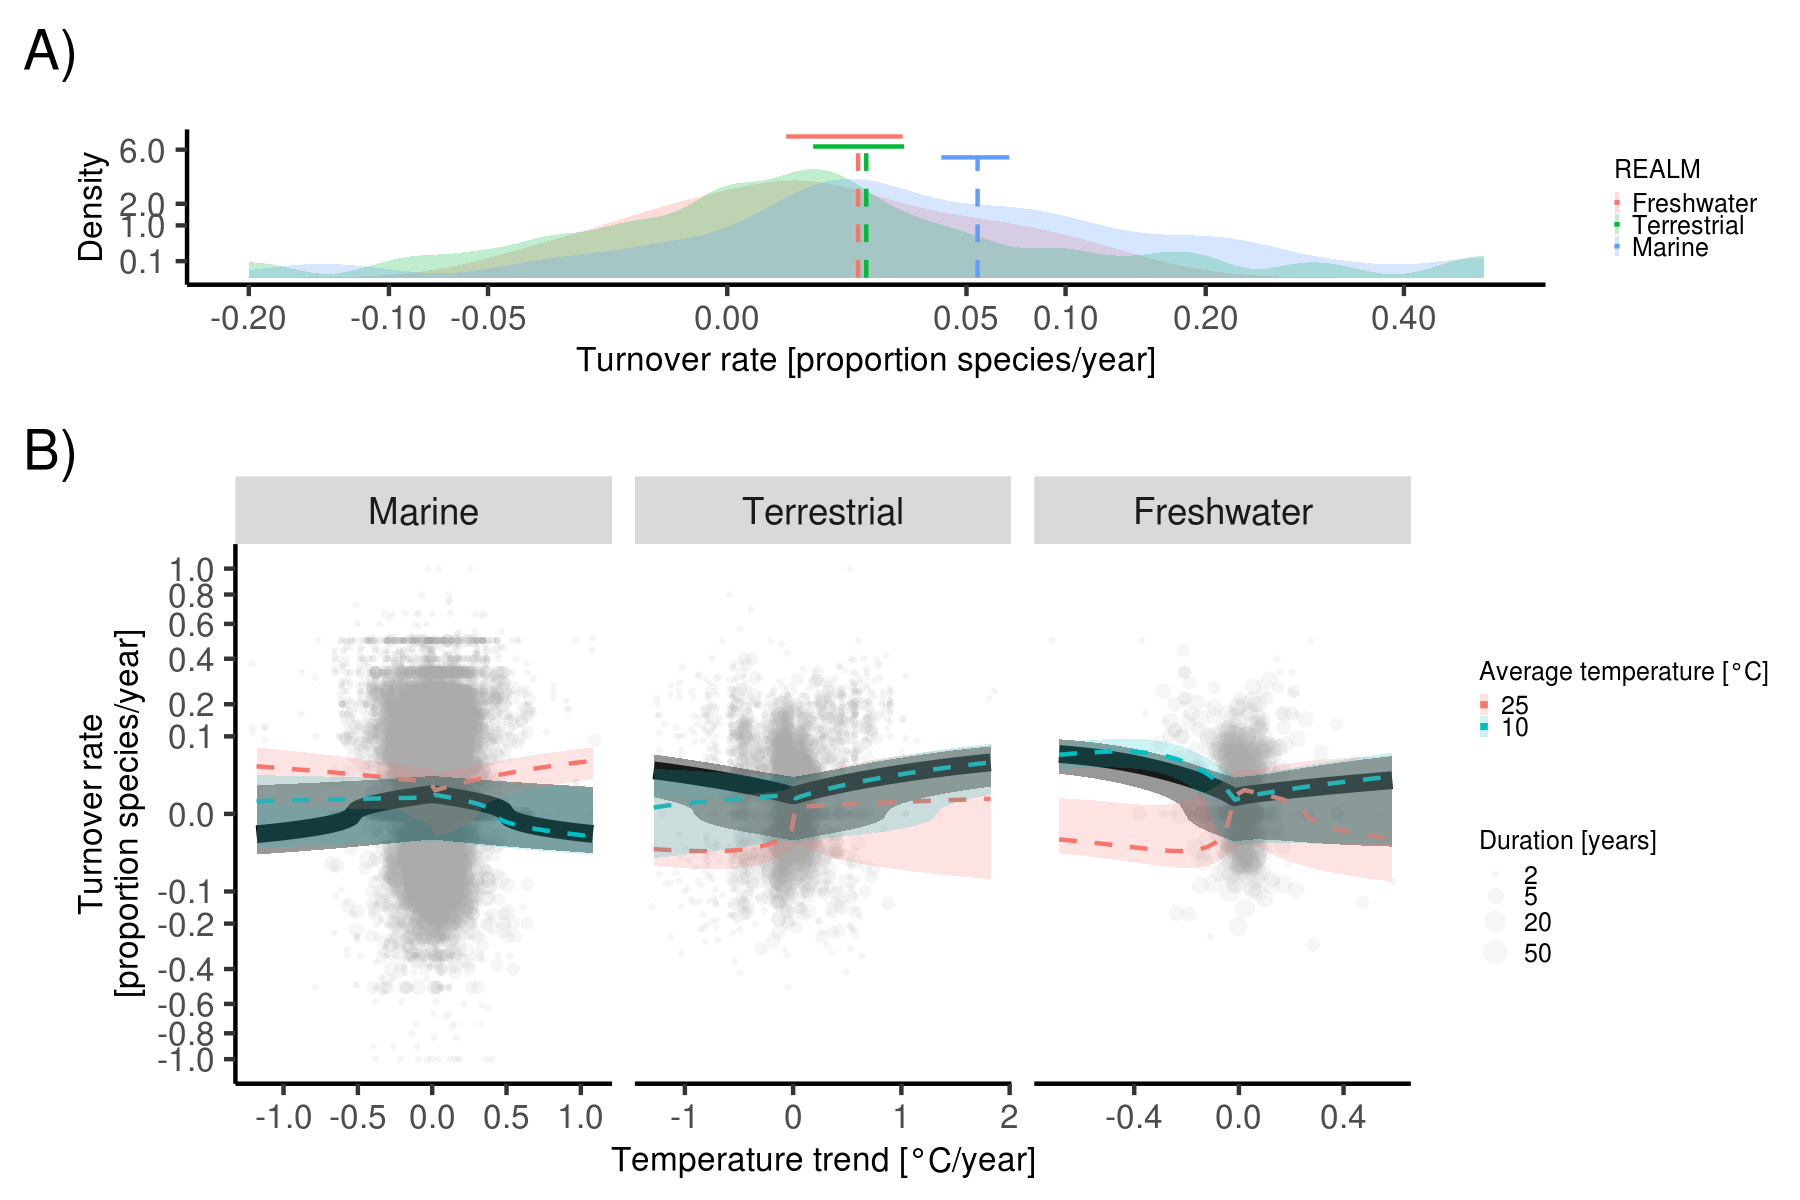 A)
Density
6.0
2.0
1.0
1.0
0.1
-0.20 -0.10 -0.05 0.00 0.05 0.10 0.20 0.40
Turnover rate [proportion species/year]
REALM
Freshwater
Terrestrial
Marine
B)
Marine Terrestrial Freshwater
Turnover rate
[proportion species/year]
1.0
0.8
0.6
0.4
0.2
0.1
0.0
-0.1
-0.2
-0.4
-0.6
-0.8
-1.0
-1.0 -0.5 0.0 0.5 1.0 -1 0 1 2 -0.4 0.0 0.4
Temperature trend [°C/year]
Average temperature [°C]
25
10
Duration [years]
2
5
20
50